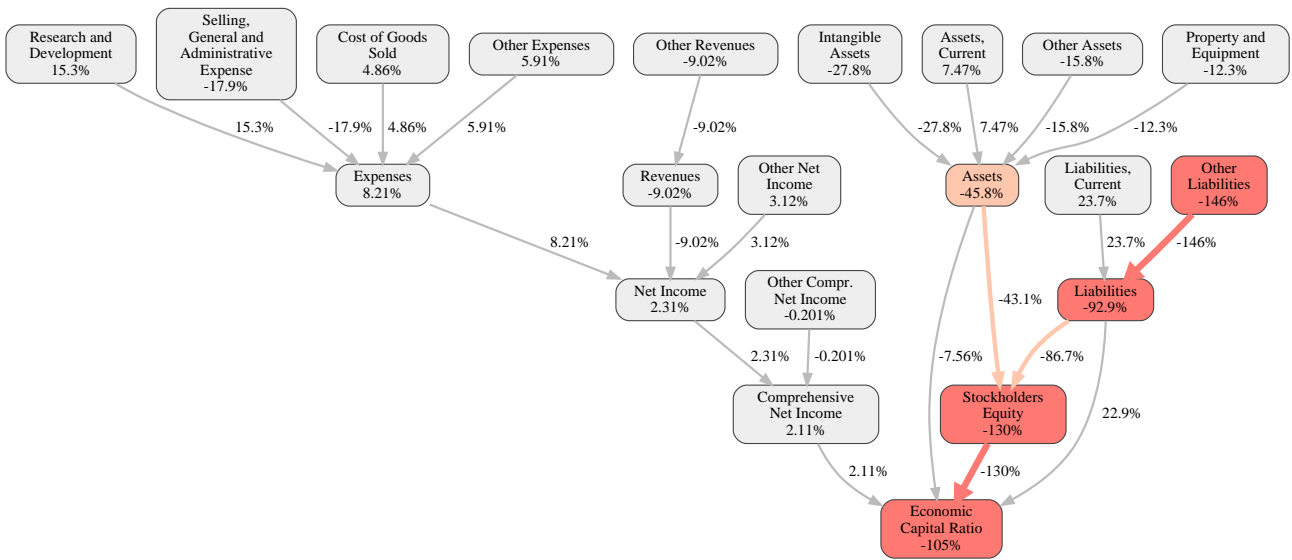 Research and
Development
15.3%
Selling,
General and
Administrative
Expense
-17.9%
Cost of Goods
Sold
4.86%
Other Expenses
5.91%
Other Revenues
-9.02%
Intangible
Assets
-27.8%
Assets,
Current
7.47%
Other Assets
-15.8%
Property and
Equipment
-12.3%
15.3%
-17.9%
4.86%
5.91%
-9.02%
-27.8%
7.47%
-15.8%
-12.3%
Expenses
8.21%
Revenues
-9.02%
Other Net
Income
3.12%
Assets
-45.8%
Liabilities,
Current
23.7%
Other
Liabilities
-146%
8.21%
-9.02%
3.12%
23.7%
-146%
Net Income
2.31%
Other Compr.
Net Income
-0.201%
-43.1%
Liabilities
-92.9%
2.31%
-0.201%
-7.56%
-86.7%
Comprehensive
Net Income
2.11%
Stockholders
Equity
-130%
22.9%
2.11%
-130%
Economic
Capital Ratio
-105%